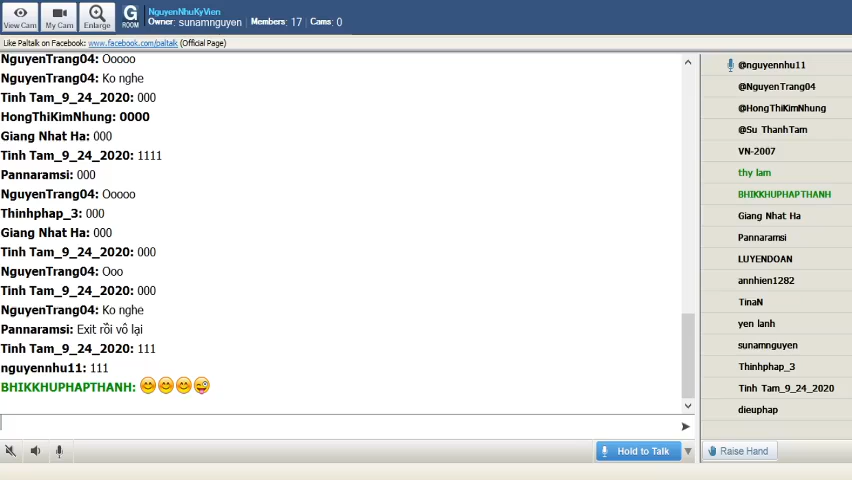 View Cam
My Cam
Enlarge
G
ROOM
NguyenNhuKyVien
Owner: sunamnguyen
Members: 17
Cams: 0
Like Paltalk on Facebook: www.facebook.com/paltalk (Official Page)
NguyenTrang04: Ooooo
NguyenTrang04: Ko nghe
Tinh Tam_9_24_2020: 000
HongThiKimNhung: 0000
Giang Nhat Ha: 000
Tinh Tam_9_24_2020: 1111
Pannaramsi: 000
NguyenTrang04: Ooooo
Thinhphap_3: 000
Giang Nhat Ha: 000
Tinh Tam_9_24_2020: 000
NguyenTrang04: Ooo
Tinh Tam_9_24_2020: 000
NguyenTrang04: Ko nghe
Pannaramsi: Exit rồi vô lại
Tinh Tam_9_24_2020: 111
nguyennhu11: 111
BHIKKHUPHAPTHANH:
Hold to Talk
@nguyennhu11
@NguyenTrang04
@HongThiKimNhung
@Su ThanhTam
VN-2007
thy lam
BHIKKHUPHAPTHANH
Giang Nhat Ha
Pannaramsi
LUYENDOAN
annhien1282
TinaN
yen lanh
sunamnguyen
Thinhphap_3
Tinh Tam_9_24_2020
dieuphap
Raise Hand